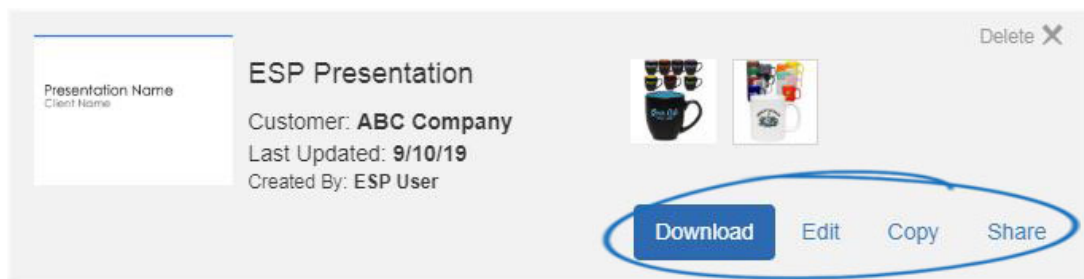 Delete
Presentation Name
Client Name
ESP Presentation
Customer: ABC Company
Last Updated: 9/10/19
Created By: ESP User
Download
Edit
Copy
Share